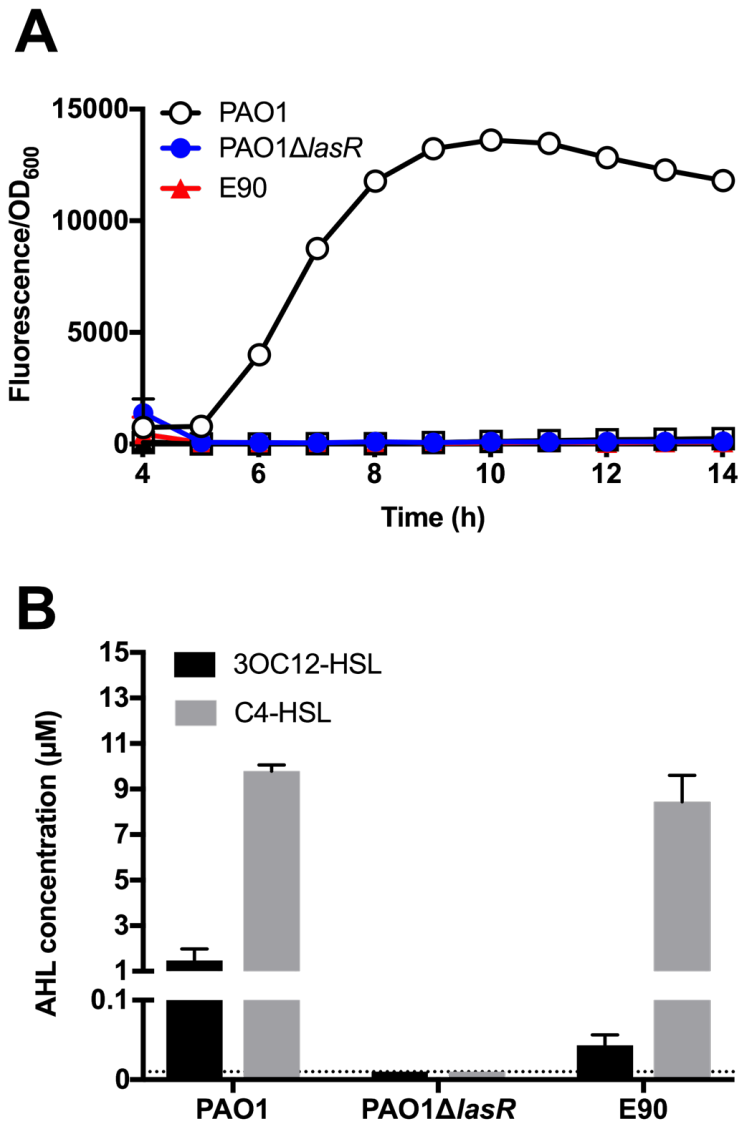 A
15000
10000
5000
0
Fluorescence/OD600
PAO1
PAO1ΔlasR
E90
4 6 8 10 12 14
Time (h)
B
15
13
11
9
7
5
3
1
0.1
0
AHL concentration (µM)
3OC12-HSL
C4-HSL
PAO1 PAO1ΔlasR E90